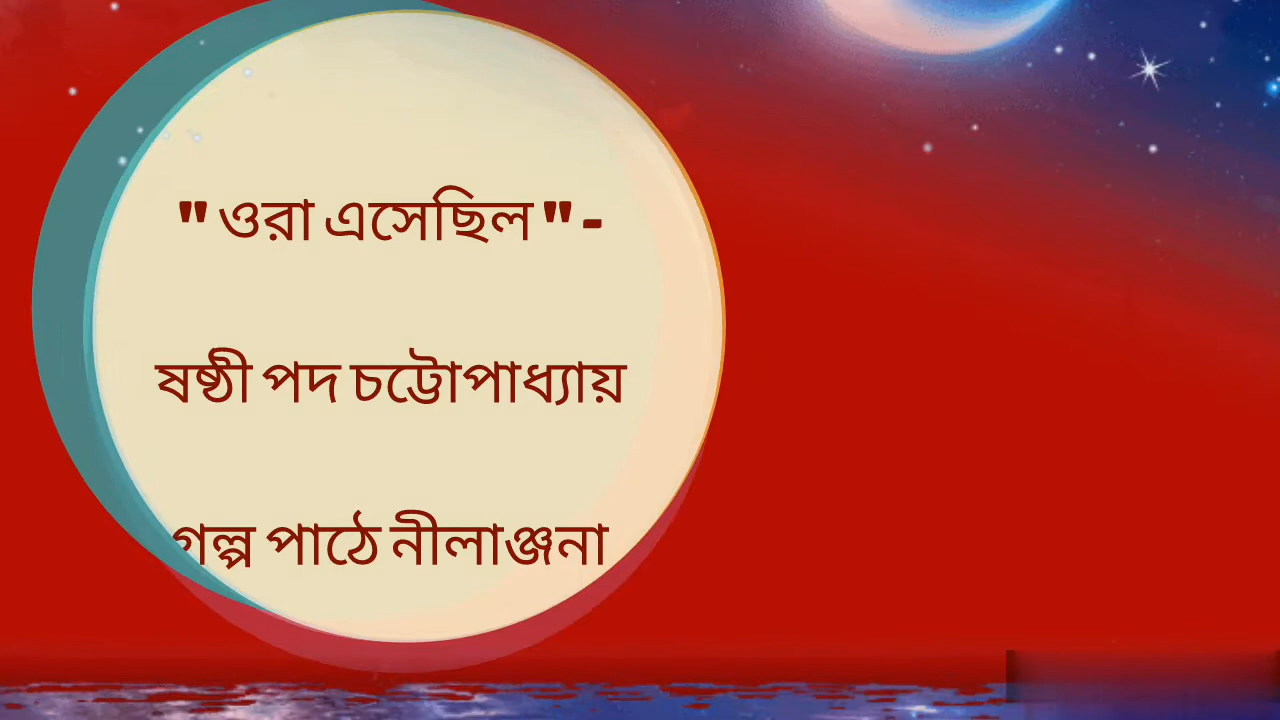 " ওরা এসেছিল " -
ষষ্ঠী পদ চট্টোপাধ্যায়
গল্প পাঠে নীলাঞ্জনা